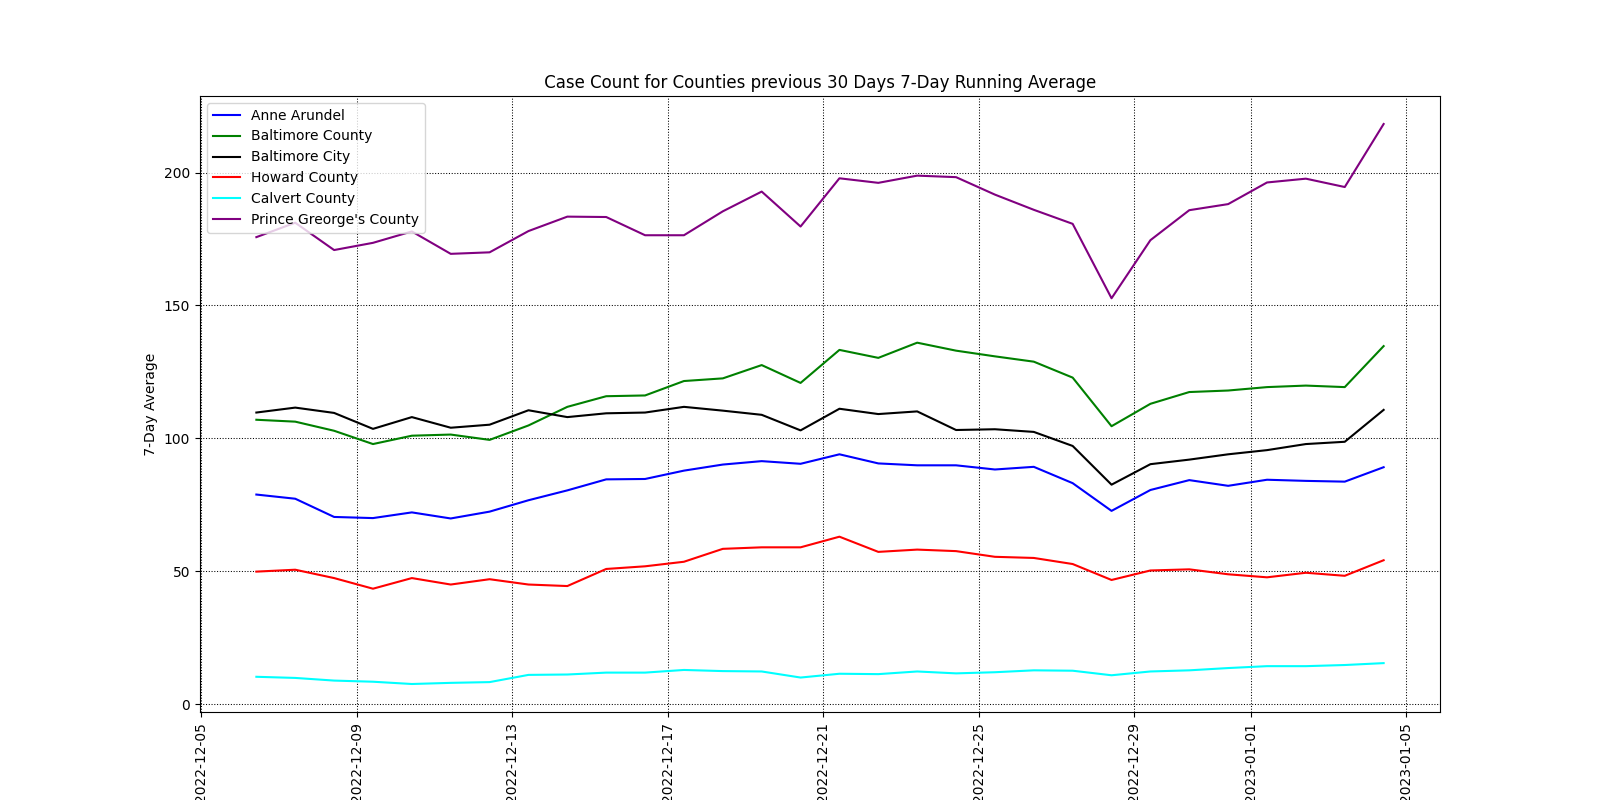 Case Count for Counties previous 30 Days 7-Day Running Average
Anne Arundel
Baltimore County
Baltimore City
Howard County
Calvert County
Prince Greorge's County
7-Day Average
200
150
100
50
0
2022-12-05
2022-12-09
2022-12-13
2022-12-17
2022-12-21
2022-12-25
2022-12-29
2023-01-01
2023-01-05